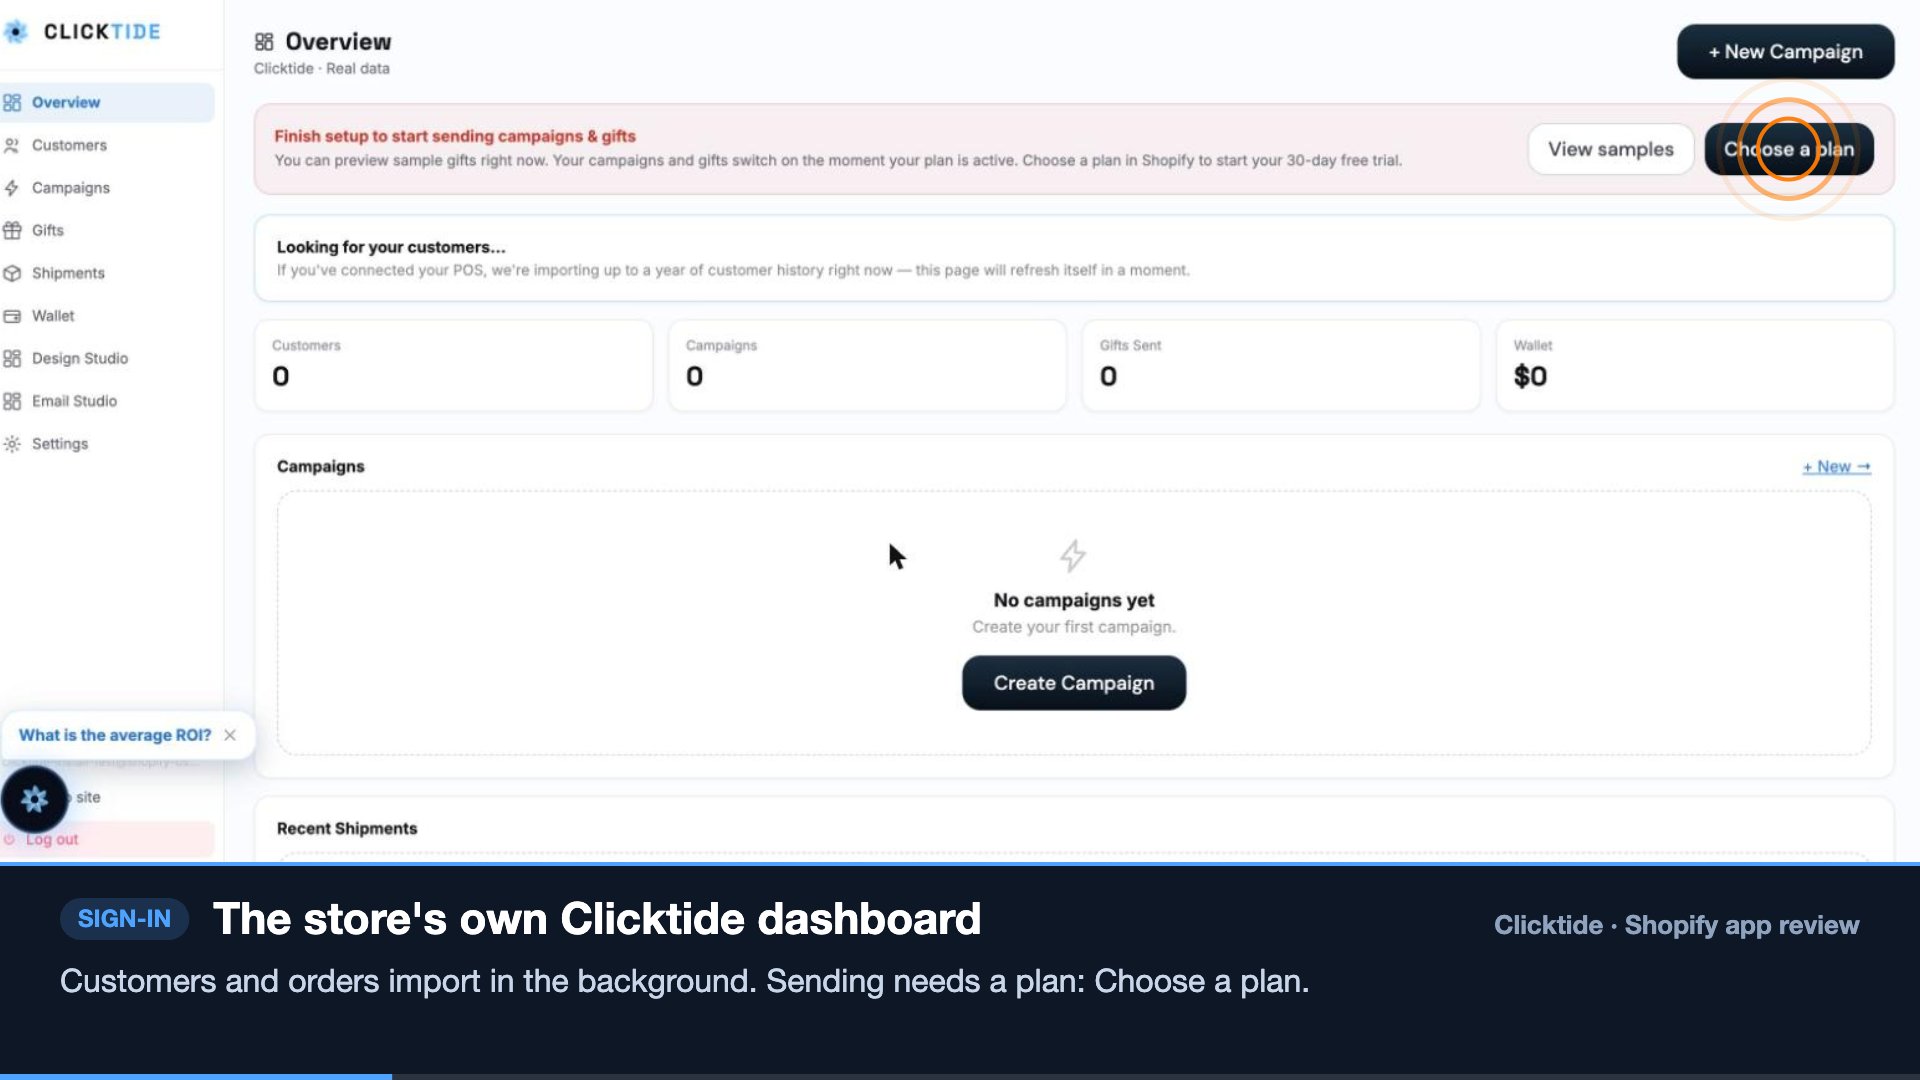 CLICKTIDE
Overview
Customers
Campaigns
Gifts
Shipments
Wallet
Design Studio
Email Studio
Settings
What is the average ROI?
site
Log out
Overview
Clicktide · Real data
+ New Campaign
Finish setup to start sending campaigns & gifts
You can preview sample gifts right now. Your campaigns and gifts switch on the moment your plan is active. Choose a plan in Shopify to start your 30-day free trial.
View samples
Choose a plan
Looking for your customers...
If you've connected your POS, we're importing up to a year of customer history right now — this page will refresh itself in a moment.
Customers
0
Campaigns
0
Gifts Sent
0
Wallet
$0
Campaigns
+ New →
No campaigns yet
Create your first campaign.
Create Campaign
Recent Shipments
SIGN-IN
The store's own Clicktide dashboard
Clicktide · Shopify app review
Customers and orders import in the background. Sending needs a plan: Choose a plan.